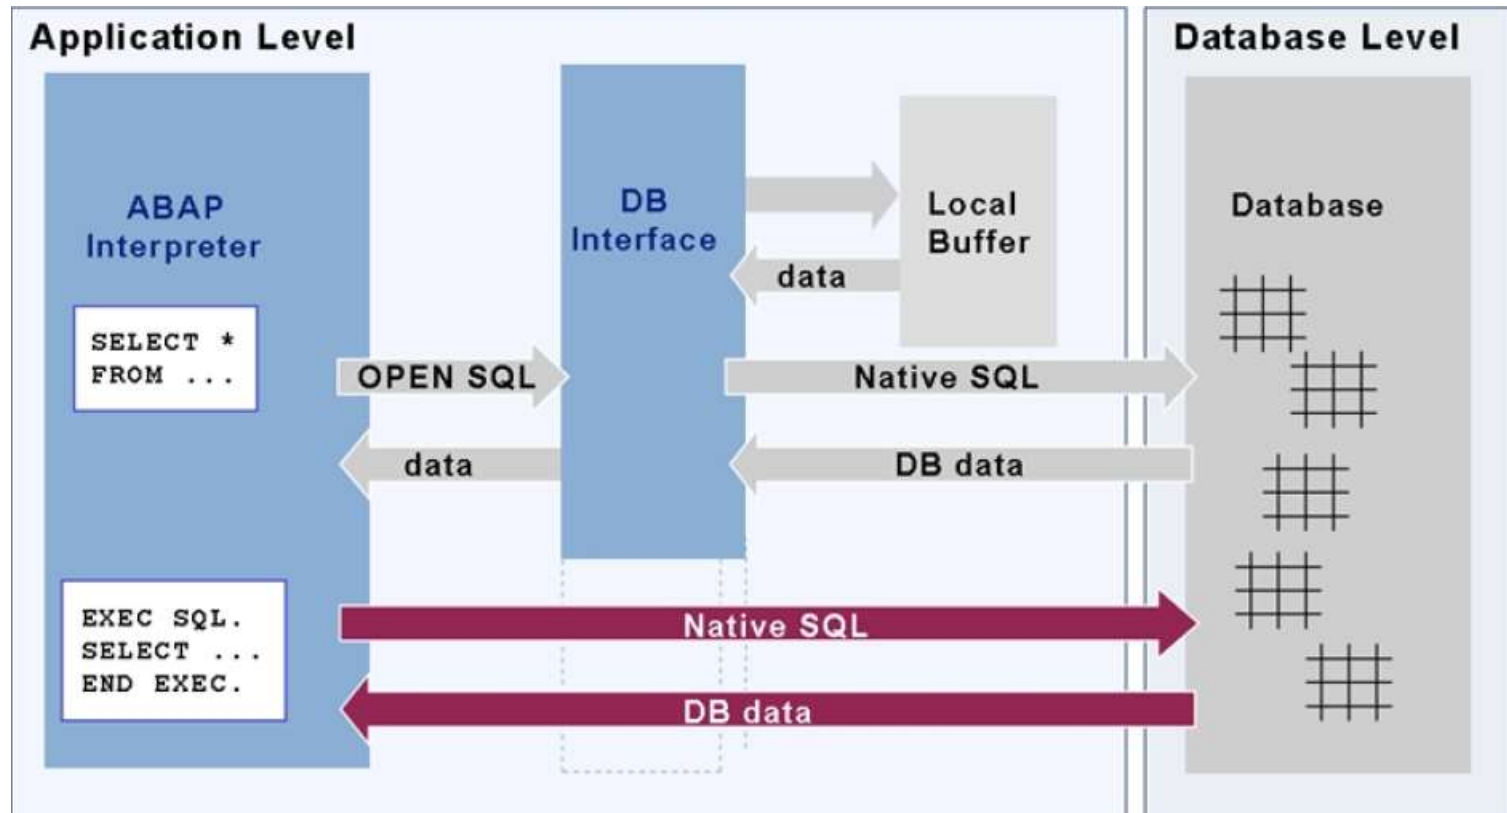 Application Level
Database Level
ABAP
Interpreter
DB
Interface
Local
Buffer
Database
data
SELECT *
FROM ...
OPEN SQL
Native SQL
data
DB data
EXEC SQL.
SELECT ...
END EXEC.
Native SQL
DB data